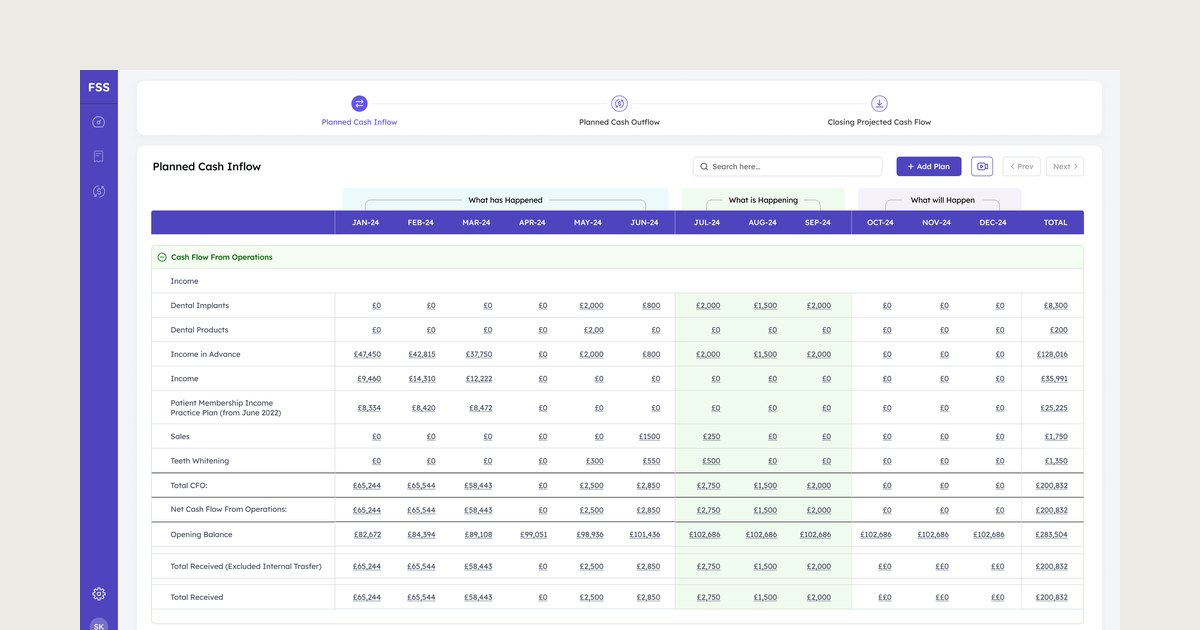 FSS
Planned Cash Inflow
Planned Cash Outflow
Closing Projected Cash Flow
Planned Cash Inflow
Search here...
+ Add Plan
< Prev
Next >
What has Happened
What is Happening
What will Happen
JAN-24 FEB-24 MAR-24 APR-24 MAY-24 JUN-24 JUL-24 AUG-24 SEP-24 OCT-24 NOV-24 DEC-24 TOTAL
Cash Flow From Operations
Income
Dental Implants £0 £0 £0 £0 £2,000 £800 £2,000 £1,500 £2,000 £0 £0 £0 £8,300
Dental Products £0 £0 £0 £0 £2,00 £0 £0 £0 £0 £0 £0 £0 £200
Income in Advance £47,450 £42,815 £37,750 £0 £2,000 £800 £2,000 £1,500 £2,000 £0 £0 £0 £128,016
Income £9,460 £14,310 £12,222 £0 £0 £0 £0 £0 £0 £0 £0 £0 £35,991
Patient Membership Income
Practice Plan (from June 2022) £8,334 £8,420 £8,472 £0 £0 £0 £0 £0 £0 £0 £0 £0 £25,225
Sales £0 £0 £0 £0 £0 £1500 £250 £0 £0 £0 £0 £0 £1,750
Teeth Whitening £0 £0 £0 £0 £300 £550 £500 £0 £0 £0 £0 £0 £1,350
Total CFO: £65,244 £65,544 £58,443 £0 £2,500 £2,850 £2,750 £1,500 £2,000 £0 £0 £0 £200,832
Net Cash Flow From Operations: £65,244 £65,544 £58,443 £0 £2,500 £2,850 £2,750 £1,500 £2,000 £0 £0 £0 £200,832
Opening Balance £82,672 £84,394 £89,108 £99,051 £98,936 £101,436 £102,686 £102,686 £102,686 £102,686 £102,686 £102,686 £283,504
Total Received (Excluded Internal Trasfer) £65,244 £65,544 £58,443 £0 £2,500 £2,850 £2,750 £1,500 £2,000 ££0 ££0 ££0 £200,832
Total Received £65,244 £65,544 £58,443 £0 £2,500 £2,850 £2,750 £1,500 £2,000 ££0 ££0 ££0 £200,832
SK